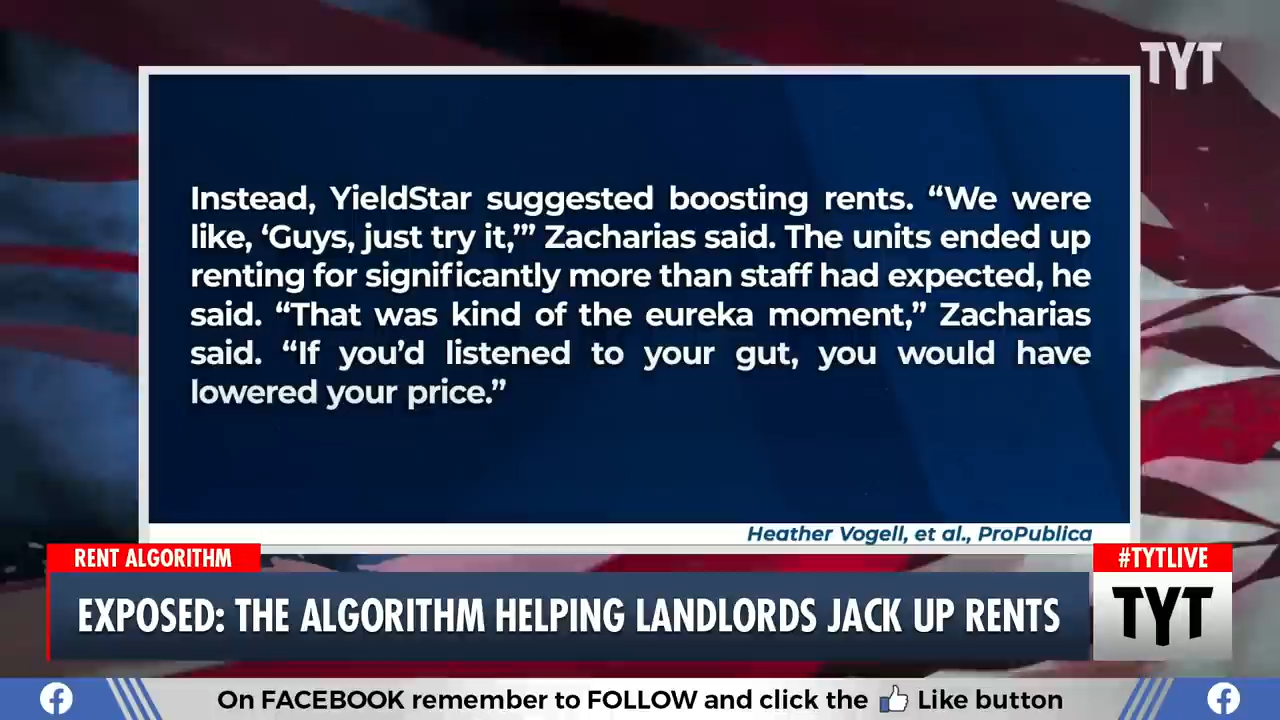 TYT
Instead, YieldStar suggested boosting rents. “We were
like, ‘Guys, just try it,’” Zacharias said. The units ended up
renting for significantly more than staff had expected, he
said. “That was kind of the eureka moment,” Zacharias
said. “If you’d listened to your gut, you would have
lowered your price.”
Heather Vogell, et al., ProPublica
RENT ALGORITHM
#TYTLIVE
EXPOSED: THE ALGORITHM HELPING LANDLORDS JACK UP RENTS
TYT
On FACEBOOK remember to FOLLOW and click the Like button